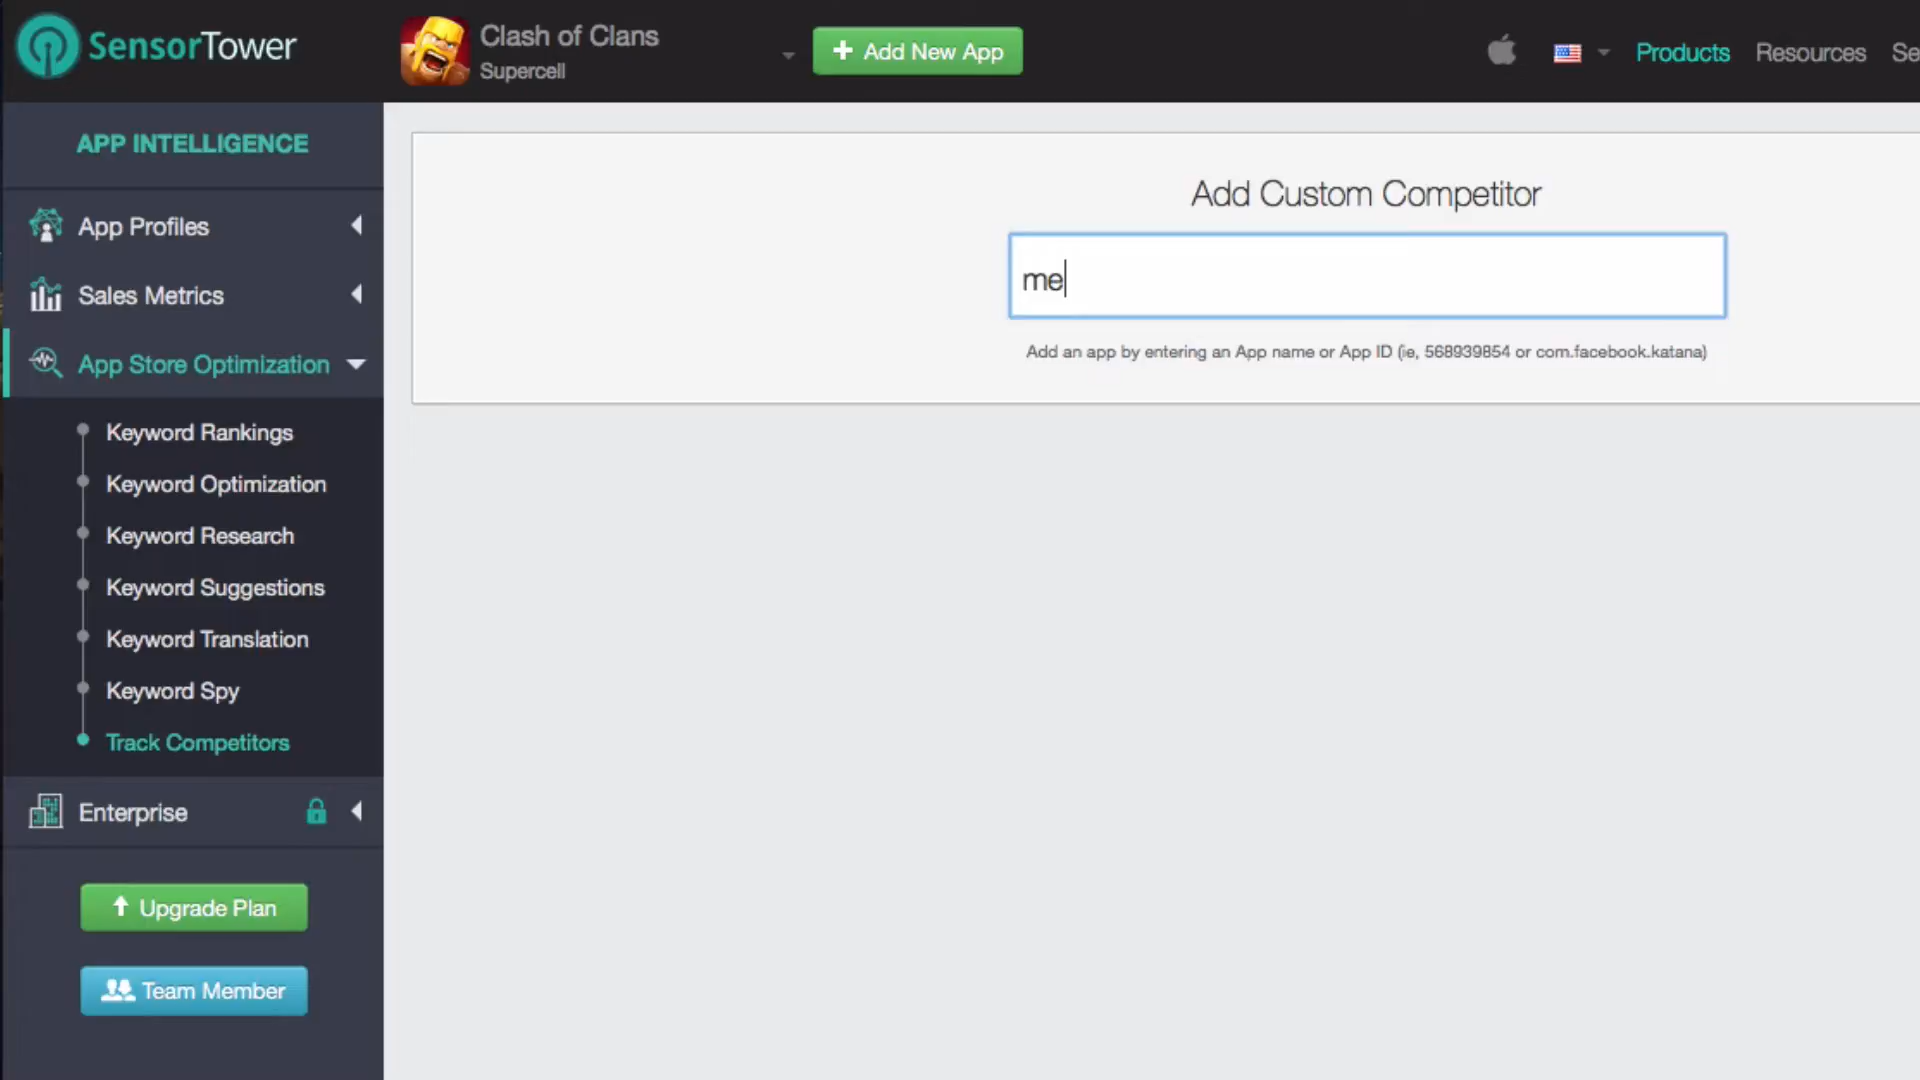 SensorTower
Clash of Clans
Supercell
+ Add New App
Products
Resources
Se
APP INTELLIGENCE
App Profiles
Sales Metrics
App Store Optimization
Keyword Rankings
Keyword Optimization
Keyword Research
Keyword Suggestions
Keyword Translation
Keyword Spy
Track Competitors
Enterprise
Upgrade Plan
Team Member
Add Custom Competitor
me
Add an app by entering an App name or App ID (ie, 568939854 or com.facebook.katana)